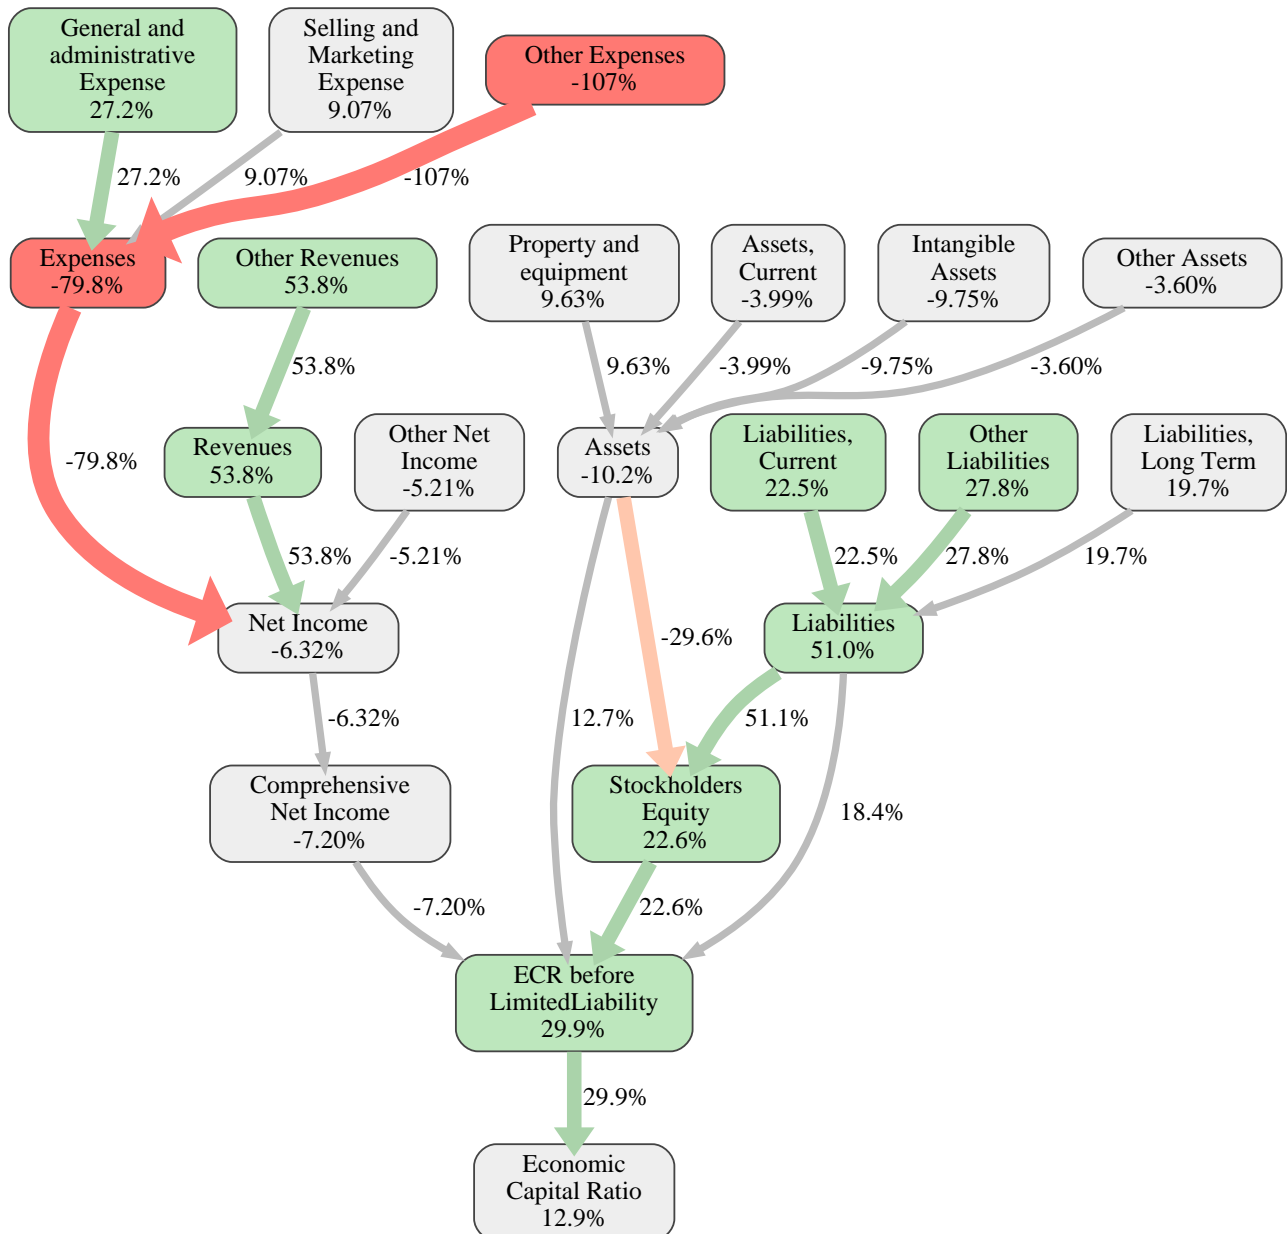 General and
administrative
Expense
27.2%
Selling and
Marketing
Expense
9.07%
Other Expenses
-107%
27.2%
9.07%
-107%
Expenses
-79.8%
Other Revenues
53.8%
Property and
equipment
9.63%
Assets,
Current
-3.99%
Intangible
Assets
-9.75%
Other Assets
-3.60%
53.8%
9.63%
-3.99%
-9.75%
-3.60%
-79.8%
Revenues
53.8%
Other Net
Income
-5.21%
Assets
-10.2%
Liabilities,
Current
22.5%
Other
Liabilities
27.8%
Liabilities,
Long Term
19.7%
53.8%
-5.21%
22.5%
27.8%
19.7%
Net Income
-6.32%
-29.6%
Liabilities
51.0%
-6.32%
12.7%
51.1%
18.4%
Comprehensive
Net Income
-7.20%
Stockholders
Equity
22.6%
-7.20%
22.6%
ECR before
LimitedLiability
29.9%
29.9%
Economic
Capital Ratio
12.9%